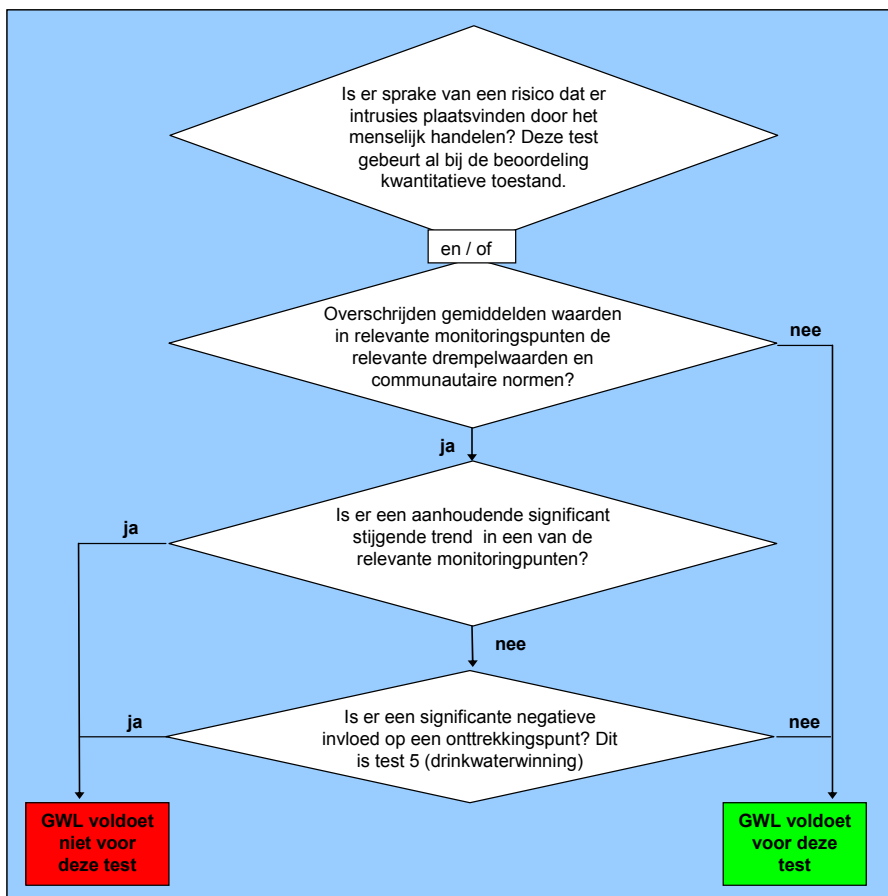 Is er sprake van een risico dat er
intrusies plaatsvinden door het
menselijk handelen? Deze test
gebeurt al bij de beoordeling
kwantitatieve toestand.
en / of
Overschrijden gemiddelden waarden
in relevante monitoringspunten de
relevante drempelwaarden en
communautaire normen?
nee
ja
Is er een aanhoudende significant
stijgende trend in een van de
relevante monitoringpunten?
ja
nee
Is er een significante negatieve
invloed op een onttrekkingspunt? Dit
is test 5 (drinkwaterwinning)
ja
nee
GWL voldoet
niet voor
deze test
GWL voldoet
voor deze
test